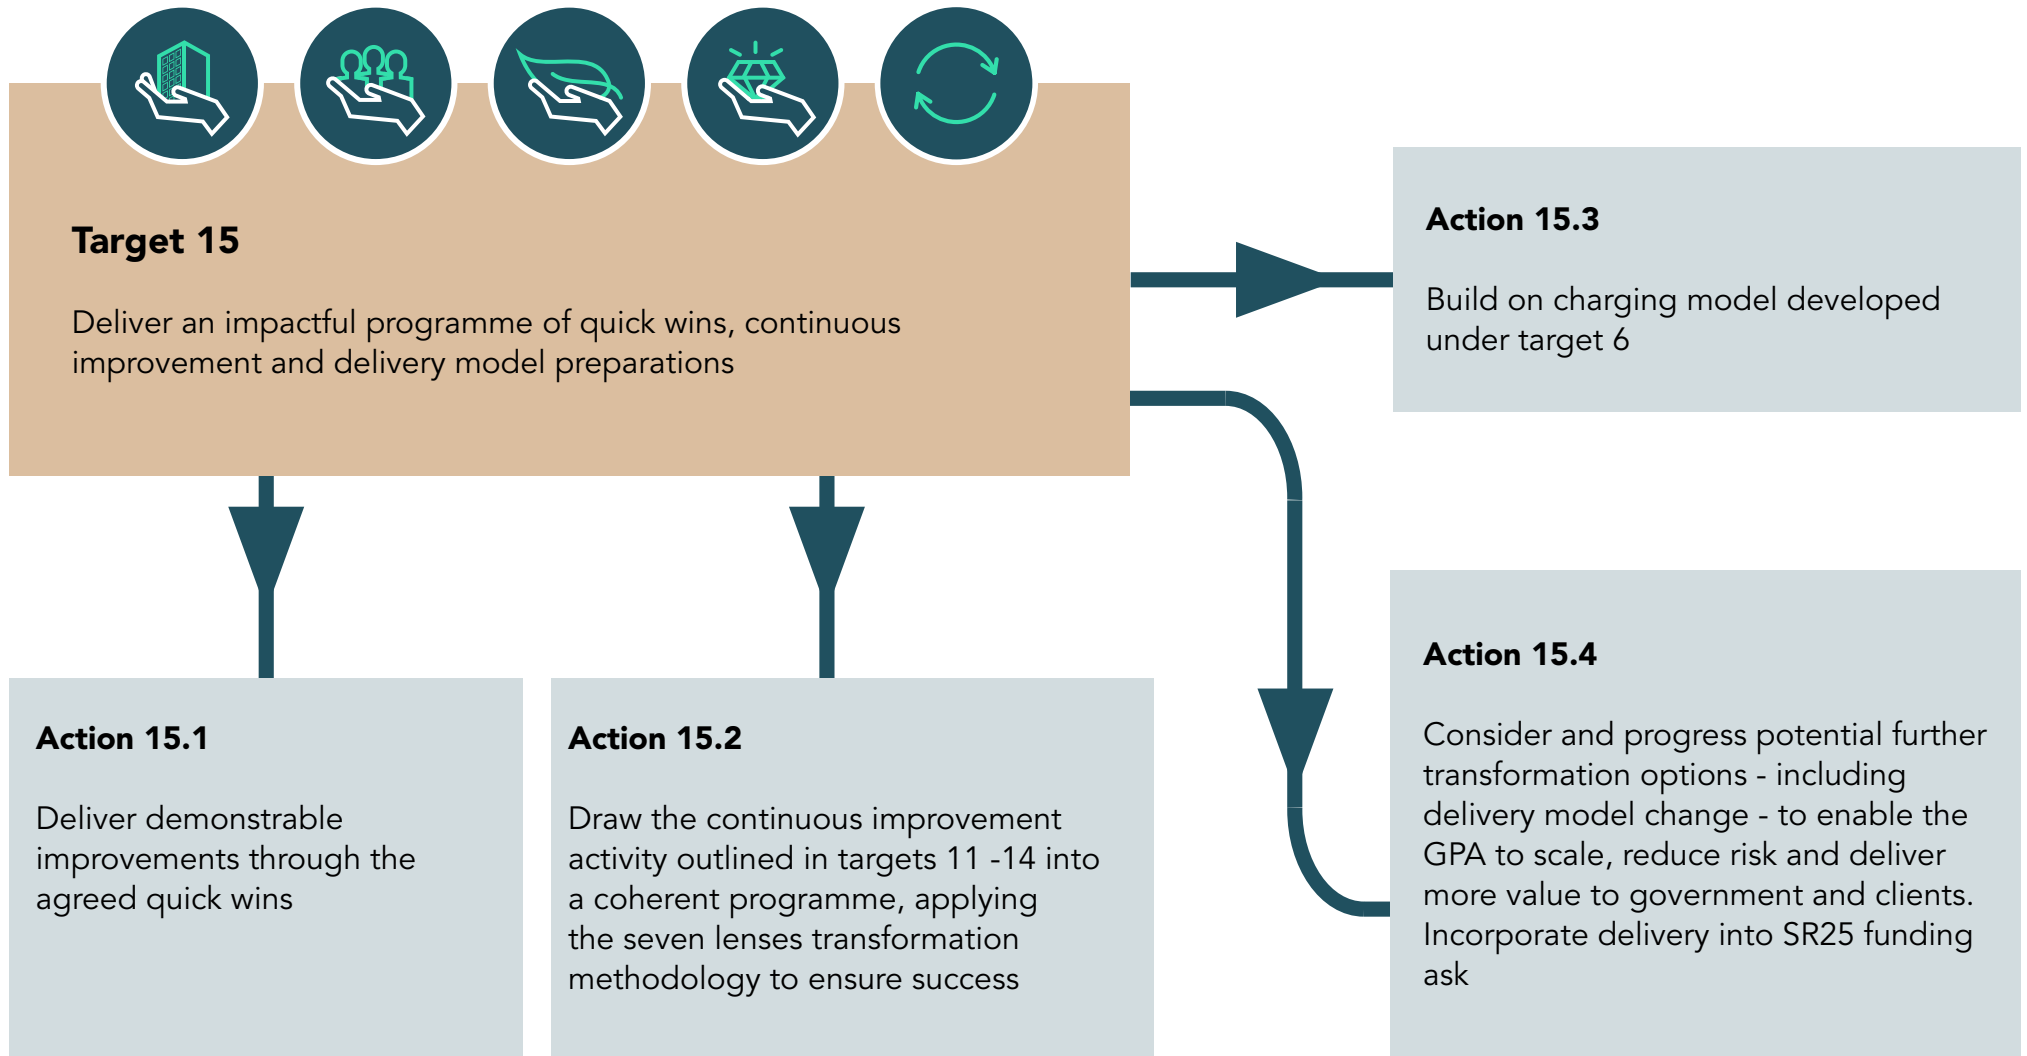 Target 15
Deliver an impactful programme of quick wins, continuous
improvement and delivery model preparations
Action 15.3
Build on charging model developed
under target 6
Action 15.1
Deliver demonstrable
improvements through the
agreed quick wins
Action 15.2
Draw the continuous improvement
activity outlined in targets 11 -14 into
a coherent programme, applying
the seven lenses transformation
methodology to ensure success
Action 15.4
Consider and progress potential further
transformation options - including
delivery model change - to enable the
GPA to scale, reduce risk and deliver
more value to government and clients.
Incorporate delivery into SR25 funding
ask